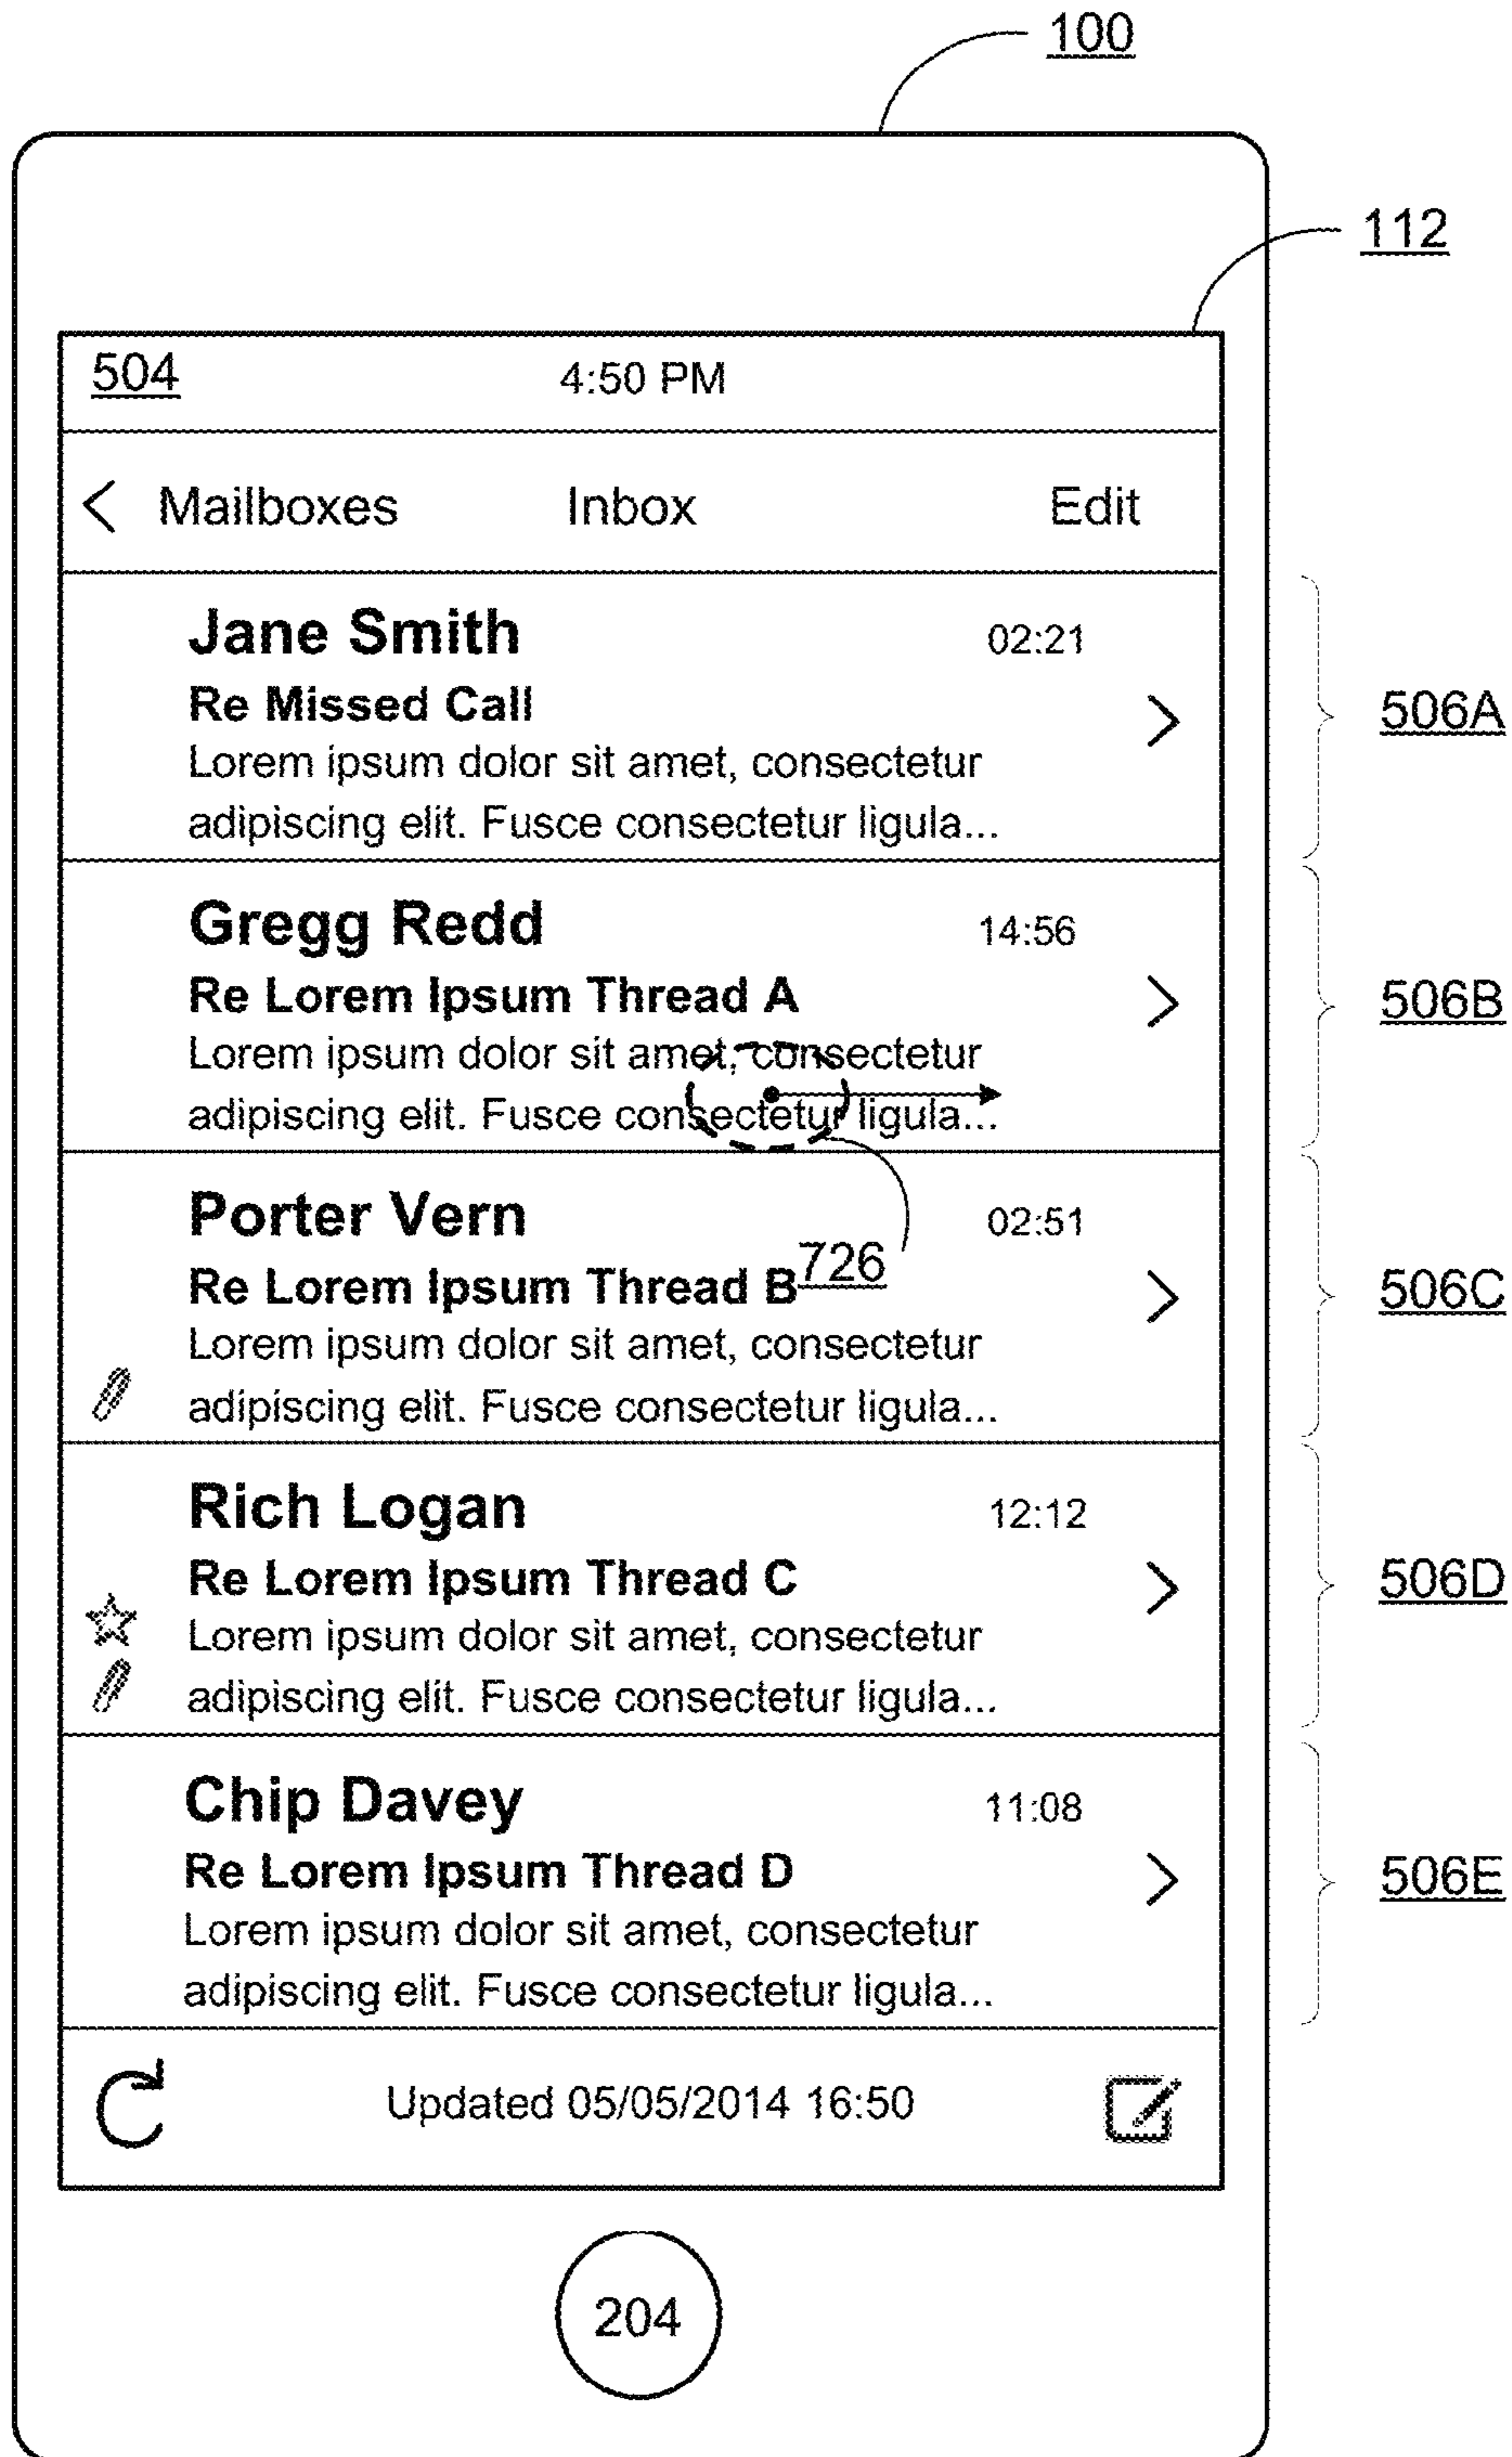 100
112
504 4:50 PM
< Mailboxes Inbox Edit
Jane Smith 02:21
Re Missed Call
506A
Lorem ipsum dolor sit amet, consectetur
adipiscing elit. Fusce consectetur ligula...
Gregg Redd 14:56
Re Lorem Ipsum Thread A
506B
Lorem ipsum dolor sit amet, consectetur
adipiscing elit. Fusce consectetur ligula...
Porter Vern 02:51
726
Re Lorem Ipsum Thread B
506C
Lorem ipsum dolor sit amet, consectetur
adipiscing elit. Fusce consectetur ligula...
Rich Logan 12:12
Re Lorem Ipsum Thread C
506D
Lorem ipsum dolor sit amet, consectetur
adipiscing elit. Fusce consectetur ligula...
Chip Davey 11:08
Re Lorem Ipsum Thread D
506E
Lorem ipsum dolor sit amet, consectetur
adipiscing elit. Fusce consectetur ligula...
Updated 05/05/2014 16:50
204